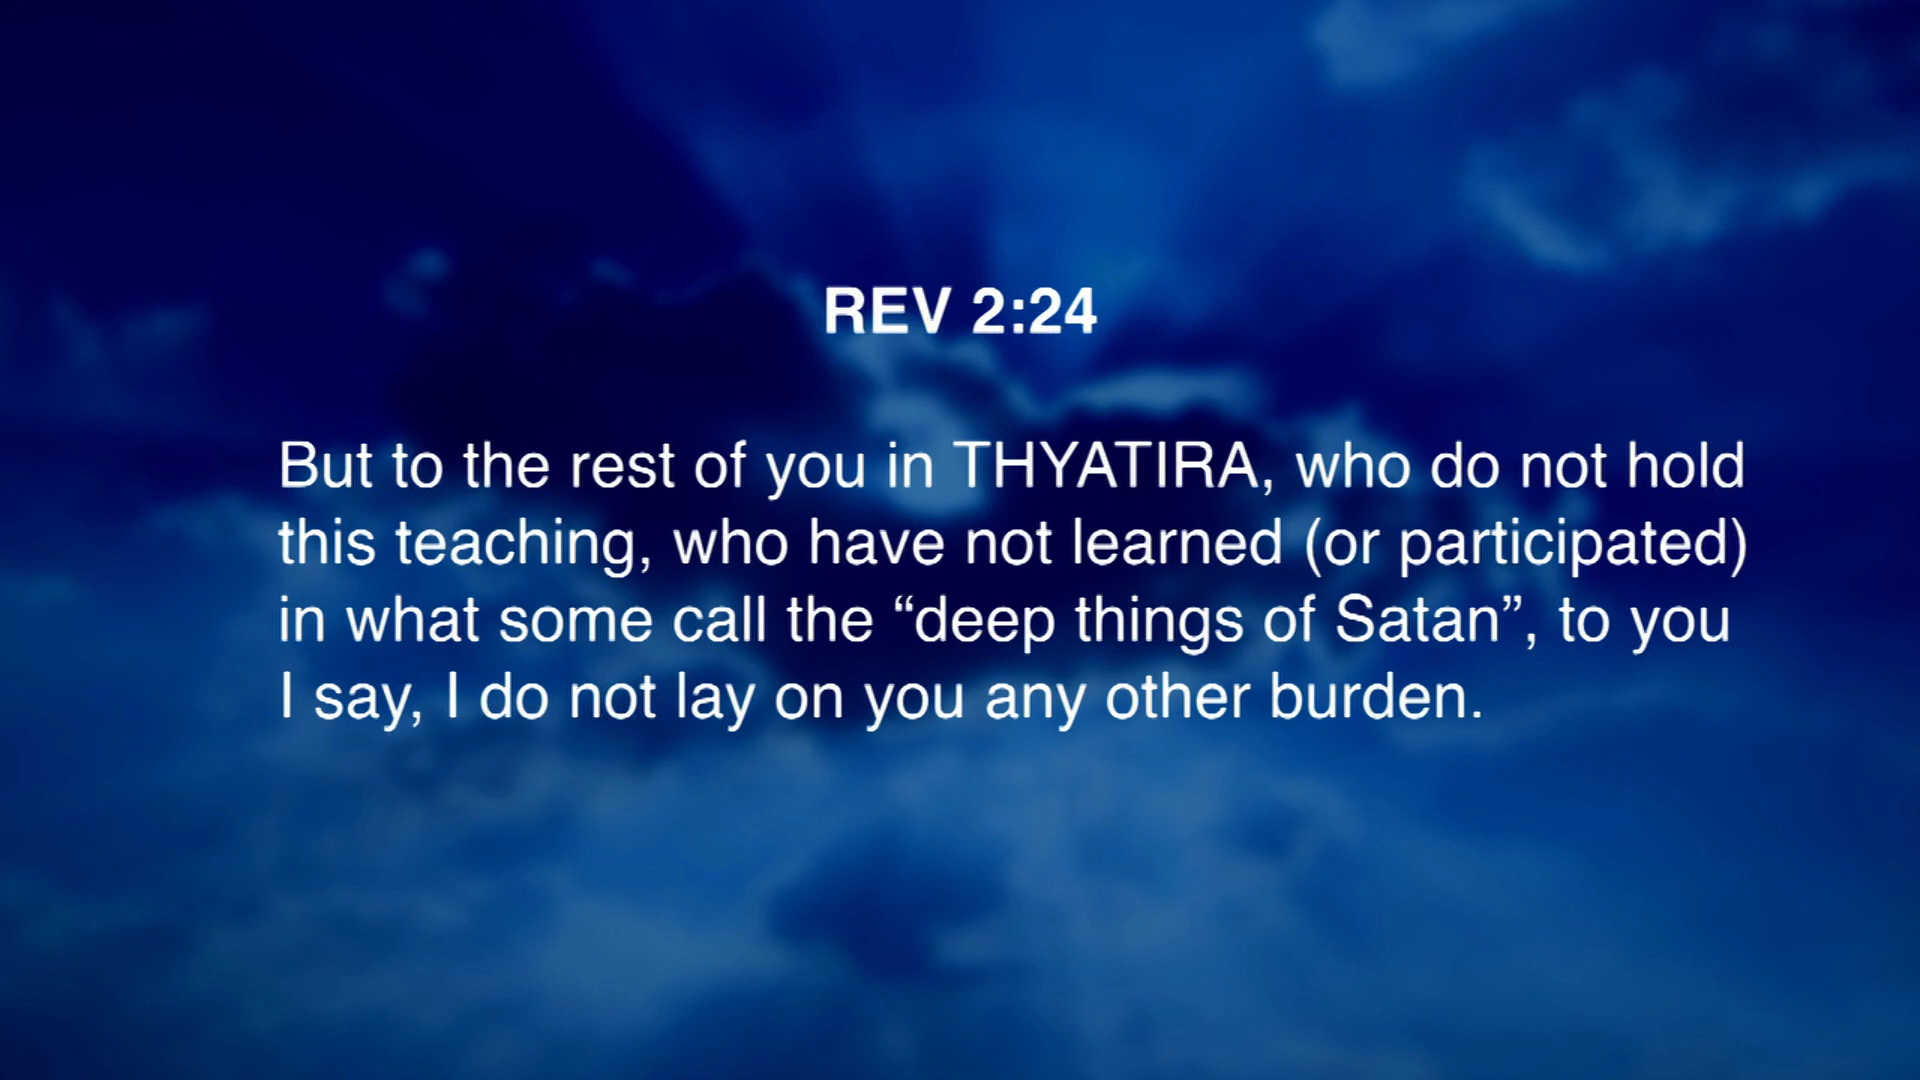 REV 2:24
But to the rest of you in THYATIRA, who do not hold
this teaching, who have not learned (or participated)
in what some call the “deep things of Satan”, to you
I say, I do not lay on you any other burden.